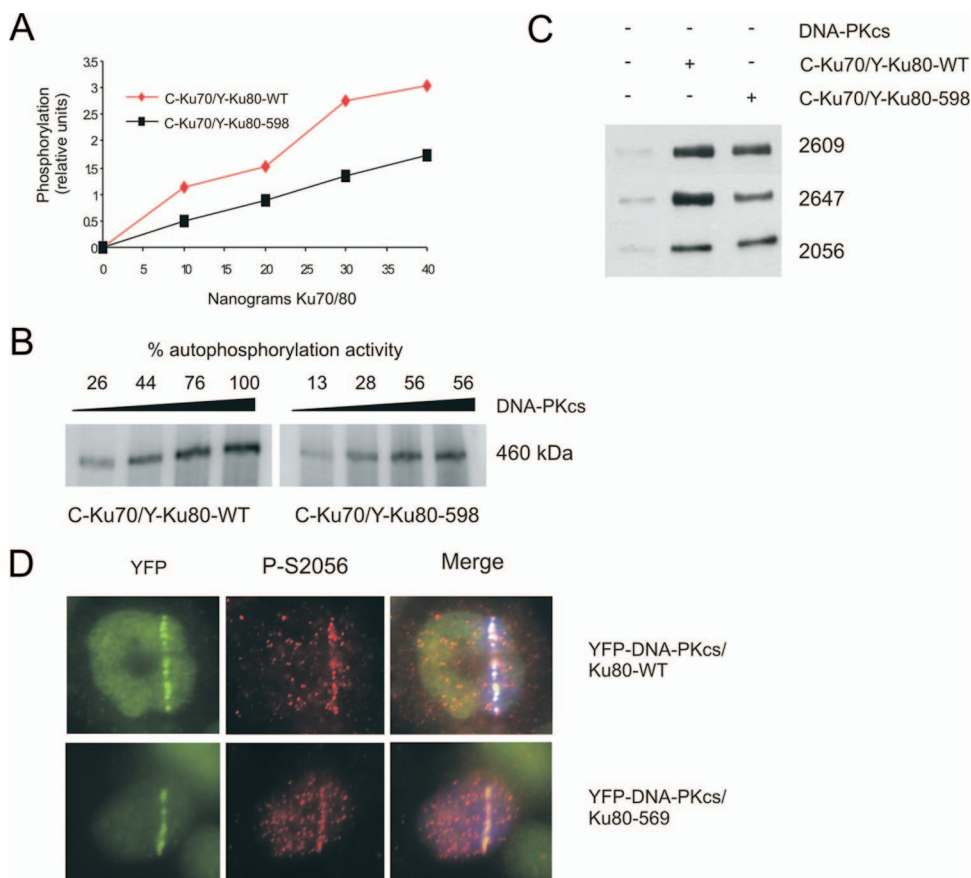 A
Phosphorylation
(relative units)
3.5
3
2.5
2
1.5
1
0.5
0
C-Ku70/Y-Ku80-WT
C-Ku70/Y-Ku80-598
0 5 10 15 20 25 30 35 40
Nanograms Ku70/80
B
% autophosphorylation activity
26 44 76 100 13 28 56 56
DNA-PKcs
460 kDa
C-Ku70/Y-Ku80-WT C-Ku70/Y-Ku80-598
C
- - - DNA-PKcs
- + - C-Ku70/Y-Ku80-WT
- - + C-Ku70/Y-Ku80-598
2609
2647
2056
D
YFP P-S2056 Merge
YFP-DNA-PKcs/
Ku80-WT
YFP-DNA-PKcs/
Ku80-569